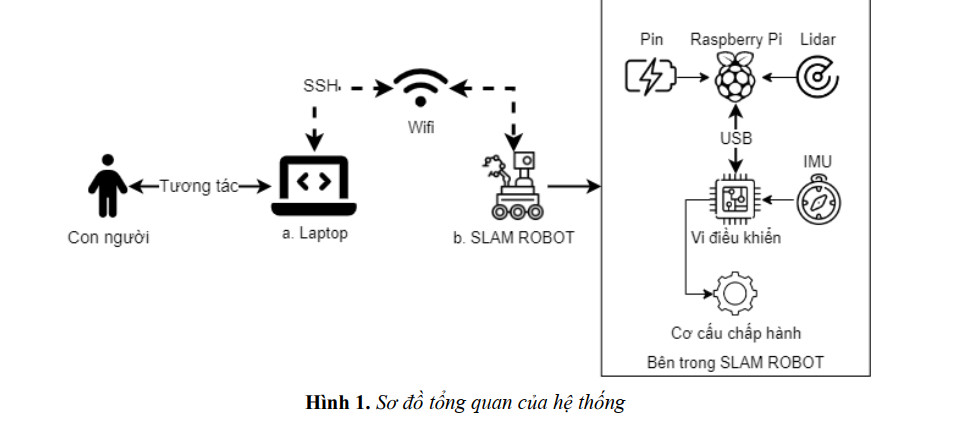 Pin
Raspberry Pi
Lidar
SSH
Wifi
USB
IMU
Tương tác
Con người
a. Laptop
b. SLAM ROBOT
Vi điều khiển
Cơ cấu chấp hành
Bên trong SLAM ROBOT
Hình 1. Sơ đồ tổng quan của hệ thống